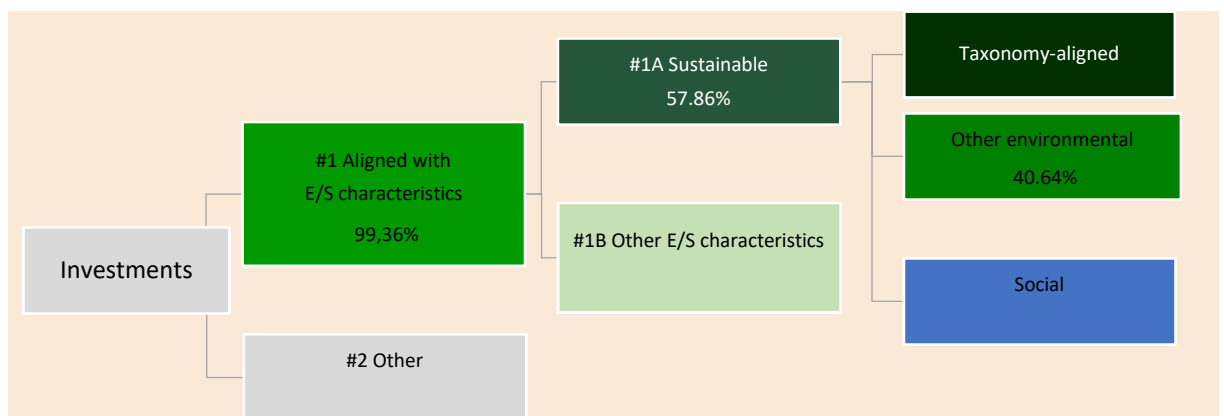 Investments
#1 Aligned with
E/S characteristics
99,36%
#2 Other
#1A Sustainable
57.86%
#1B Other E/S characteristics
Taxonomy-aligned
Other environmental
40.64%
Social